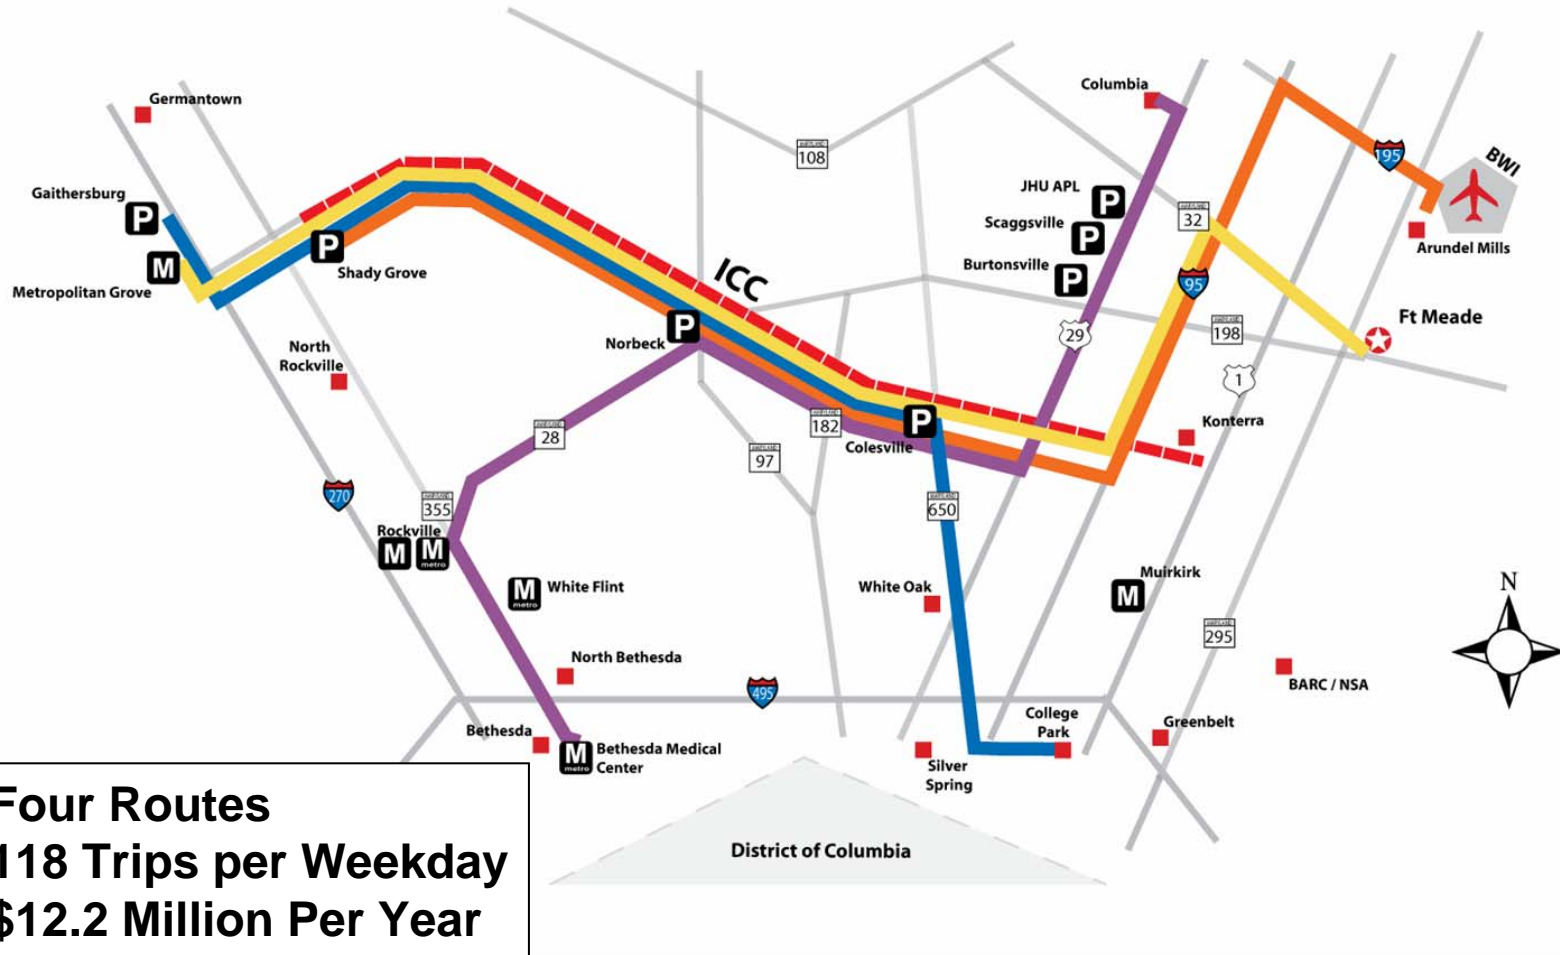 Germantown
Gaithersburg
P
M
Metropolitan Grove
P
Shady Grove
North
Rockville
270
ICC
108
P
Norbeck
28
355
Rockville
M
M
metro
M
metro
White Flint
North Bethesda
Bethesda
M
metro
Bethesda Medical
Center
97
182
Colesville
P
650
White Oak
495
Silver
Spring
College
Park
Columbia
JHU APL
P
Scaggsville
P
Burtonsville
P
29
32
95
198
1
Konterra
195
BWI
Arundel Mills
Ft Meade
Muirkirk
M
295
BARC / NSA
Greenbelt
N
District of Columbia
Four Routes
118 Trips per Weekday
$12.2 Million Per Year